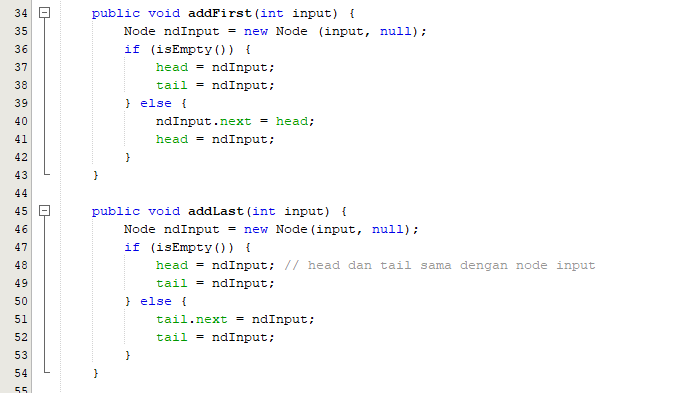 34 public void addFirst(int input) {
35 Node ndInput = new Node (input, null);
36 if (isEmpty()) {
37 head = ndInput;
38 tail = ndInput;
39 } else {
40 ndInput.next = head;
41 head = ndInput;
42 }
43 }
44
45 public void addLast(int input) {
46 Node ndInput = new Node(input, null);
47 if (isEmpty()) {
48 head = ndInput; // head dan tail sama dengan node input
49 tail = ndInput;
50 } else {
51 tail.next = ndInput;
52 tail = ndInput;
53 }
54 }
55